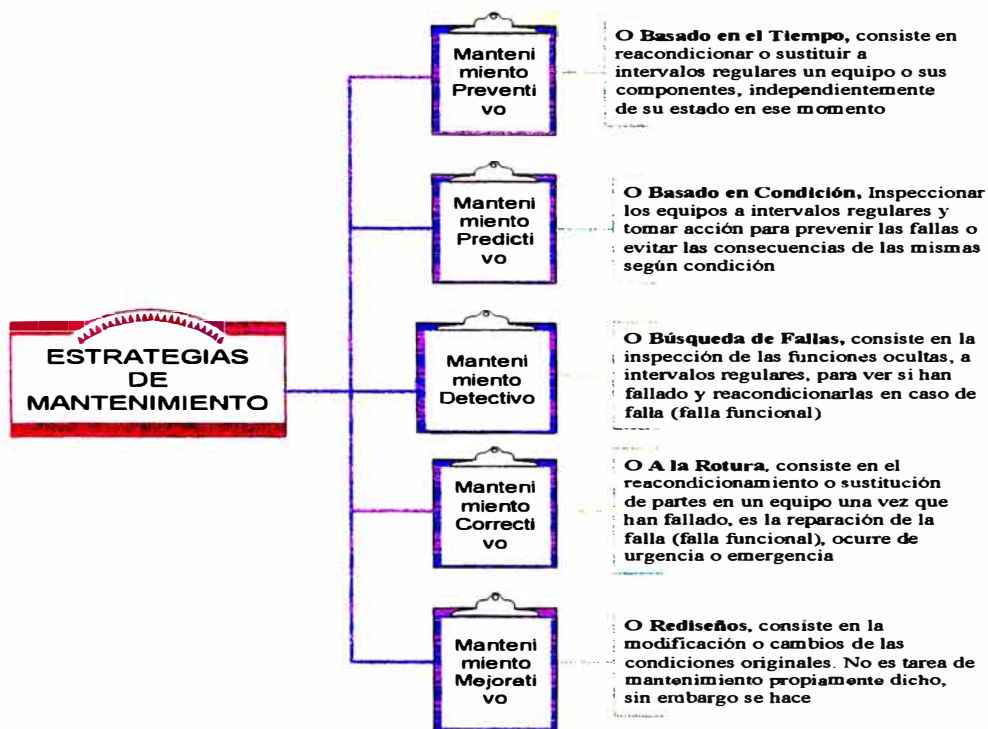 Manteni
miento
Preventi
vo
O Basado en el Tiempo, consiste en
reacondicionar o sustituir a
intervalos regulares un equipo o sus
componentes, independientemente
de su estado en ese momento
Manteni
miento
Predicti
vo
O Basado en Condición, Inspeccionar
los equipos a intervalos regulares y
tomar acción para prevenir las fallas o
evitar las consecuencias de las mismas
según condición
ESTRATEGIAS
DE
MANTENIMIENTO
Manteni
miento
Detectivo
O Búsqueda de Fallas, consiste en la
inspección de las funciones ocultas, a
intervalos regulares, para ver si han
fallado y reacondicionarlas en caso de
falla (falla funcional)
Manteni
miento
Correcti
vo
O A la Rotura, consiste en el
reacondicionamiento o sustitución
de partes en un equipo una vez que
han fallado, es la reparación de la
falla (falla funcional), ocurre de
urgencia o emergencia
Manteni
miento
Mejorati
vo
O Rediseños, consiste en la
modificación o cambios de las
condiciones originales. No es tarea de
mantenimiento propiamente dicho,
sin embargo se hace